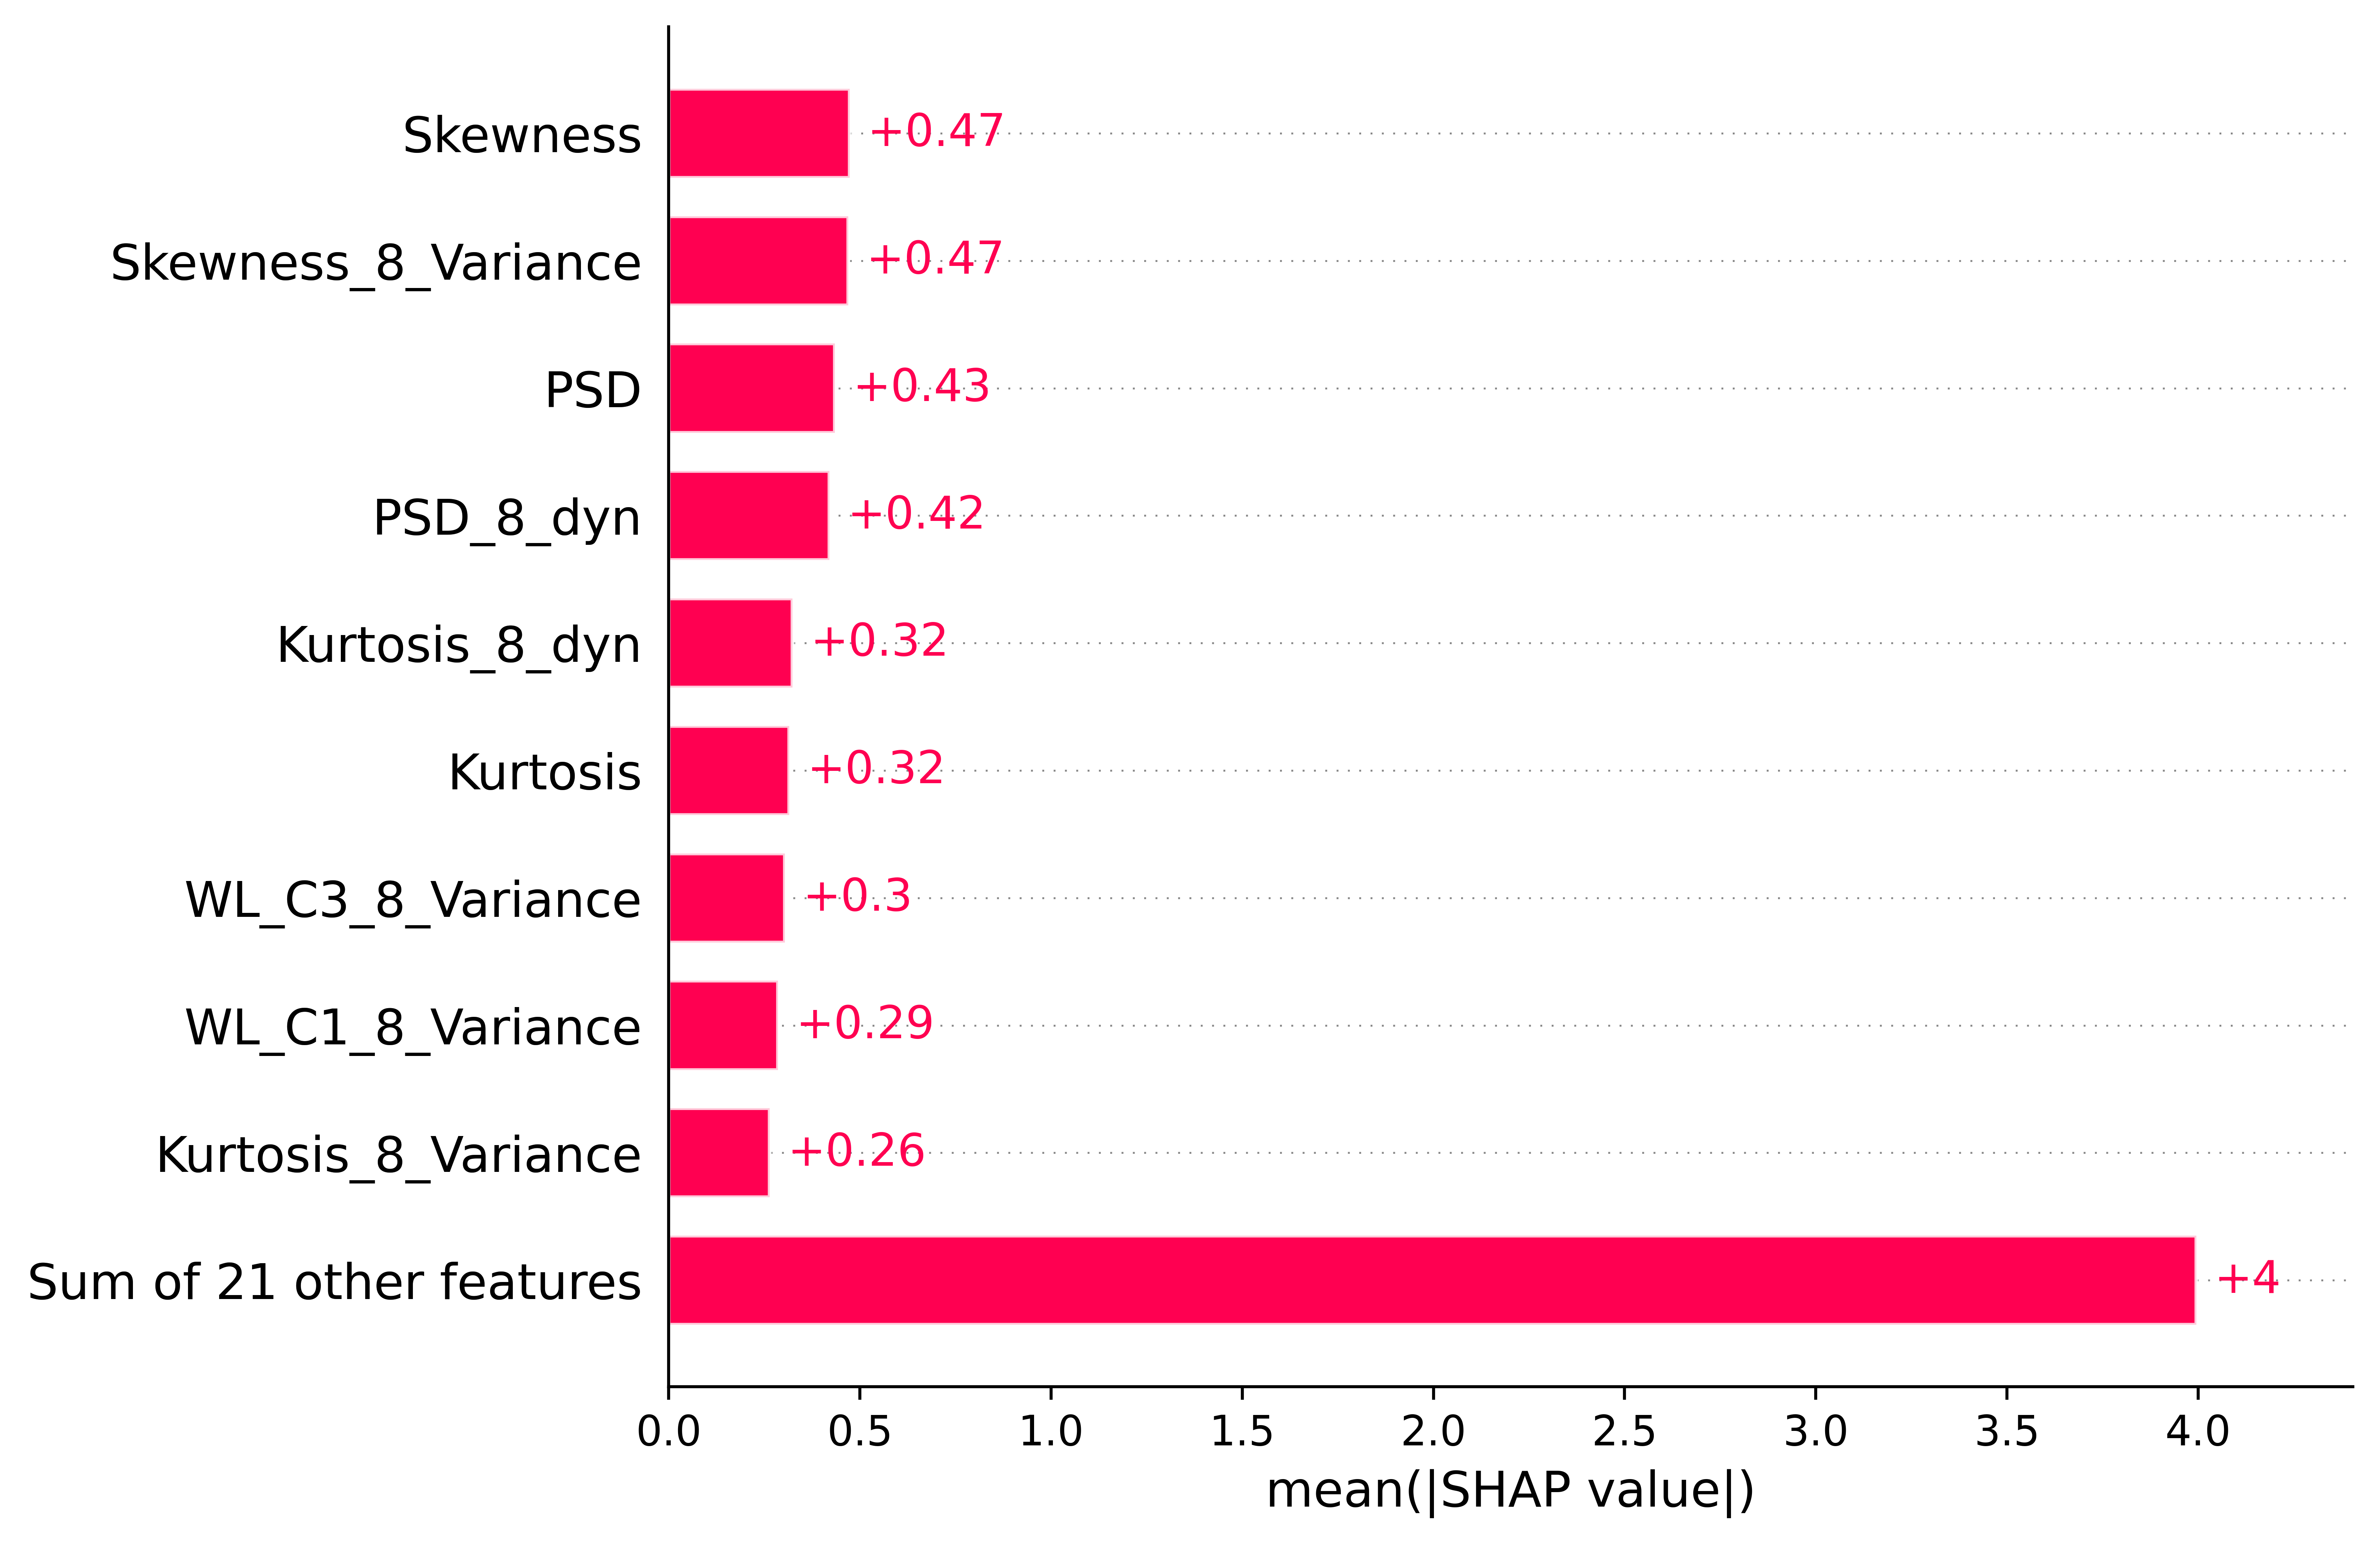 Skewness +0.47
Skewness_8_Variance +0.47
PSD +0.43
PSD_8_dyn +0.42
Kurtosis_8_dyn +0.32
Kurtosis +0.32
WL_C3_8_Variance +0.3
WL_C1_8_Variance +0.29
Kurtosis_8_Variance +0.26
Sum of 21 other features +4
0.0 0.5 1.0 1.5 2.0 2.5 3.0 3.5 4.0
mean(|SHAP value|)